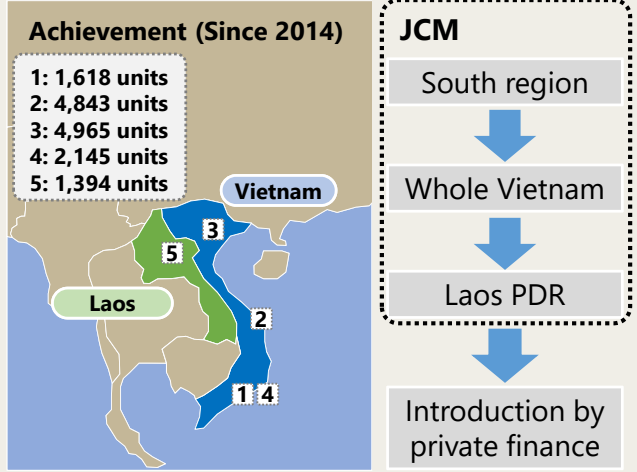 Achievement (Since 2014)
1: 1,618 units
2: 4,843 units
3: 4,965 units
4: 2,145 units
5: 1,394 units
Vietnam
3
5
Laos
2
1 4
JCM
South region
Whole Vietnam
Laos PDR
Introduction by
private finance